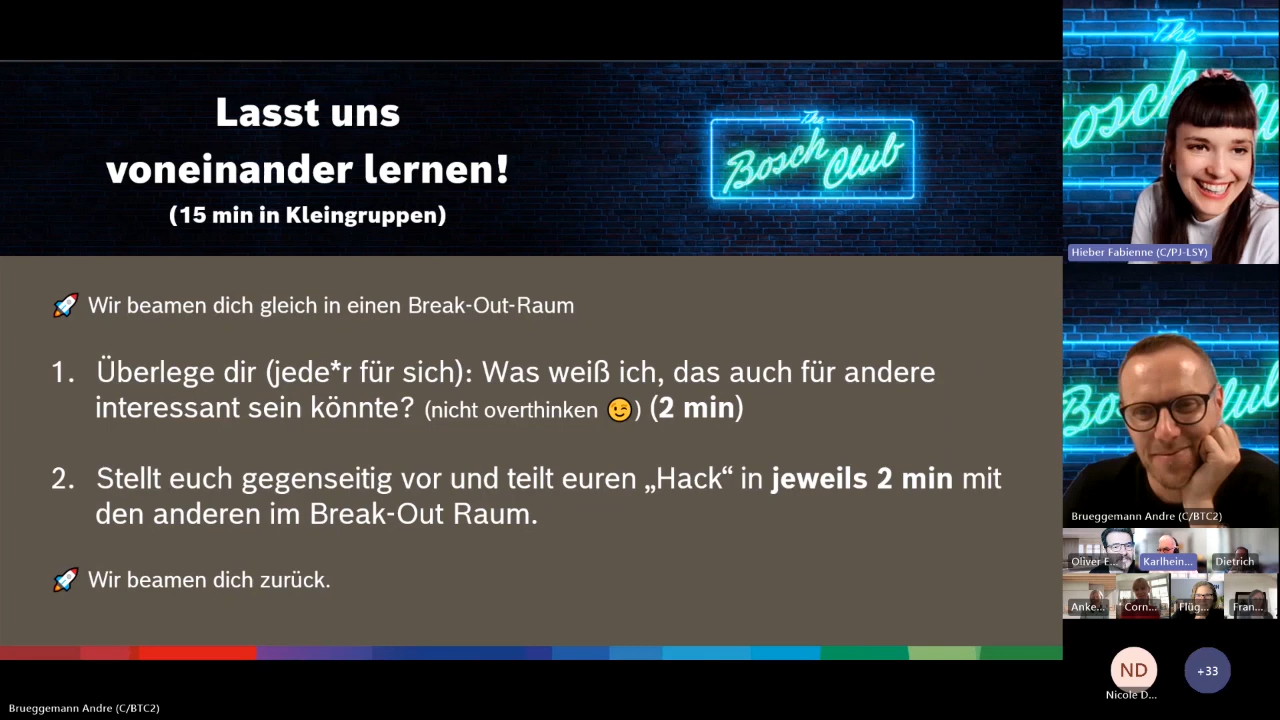 Lasst uns
voneinander lernen!
(15 min in Kleingruppen)
The
Bosch Club
🚀 Wir beamen dich gleich in einen Break-Out-Raum
1. Überlege dir (jede*r für sich): Was weiß ich, das auch für andere
interessant sein könnte? (nicht overthinken 😉) (2 min)
2. Stellt euch gegenseitig vor und teilt euren „Hack“ in jeweils 2 min mit
den anderen im Break-Out Raum.
🚀 Wir beamen dich zurück.
The
Bosch
Hieber Fabienne (C/PJ-LSY)
Brueggemann Andre (C/BTC2)
Oliver E...
Karlhein...
Dietrich
Anke...
Corn...
Flüg...
Fran...
ND
+33
Nicole D...
Brueggemann Andre (C/BTC2)